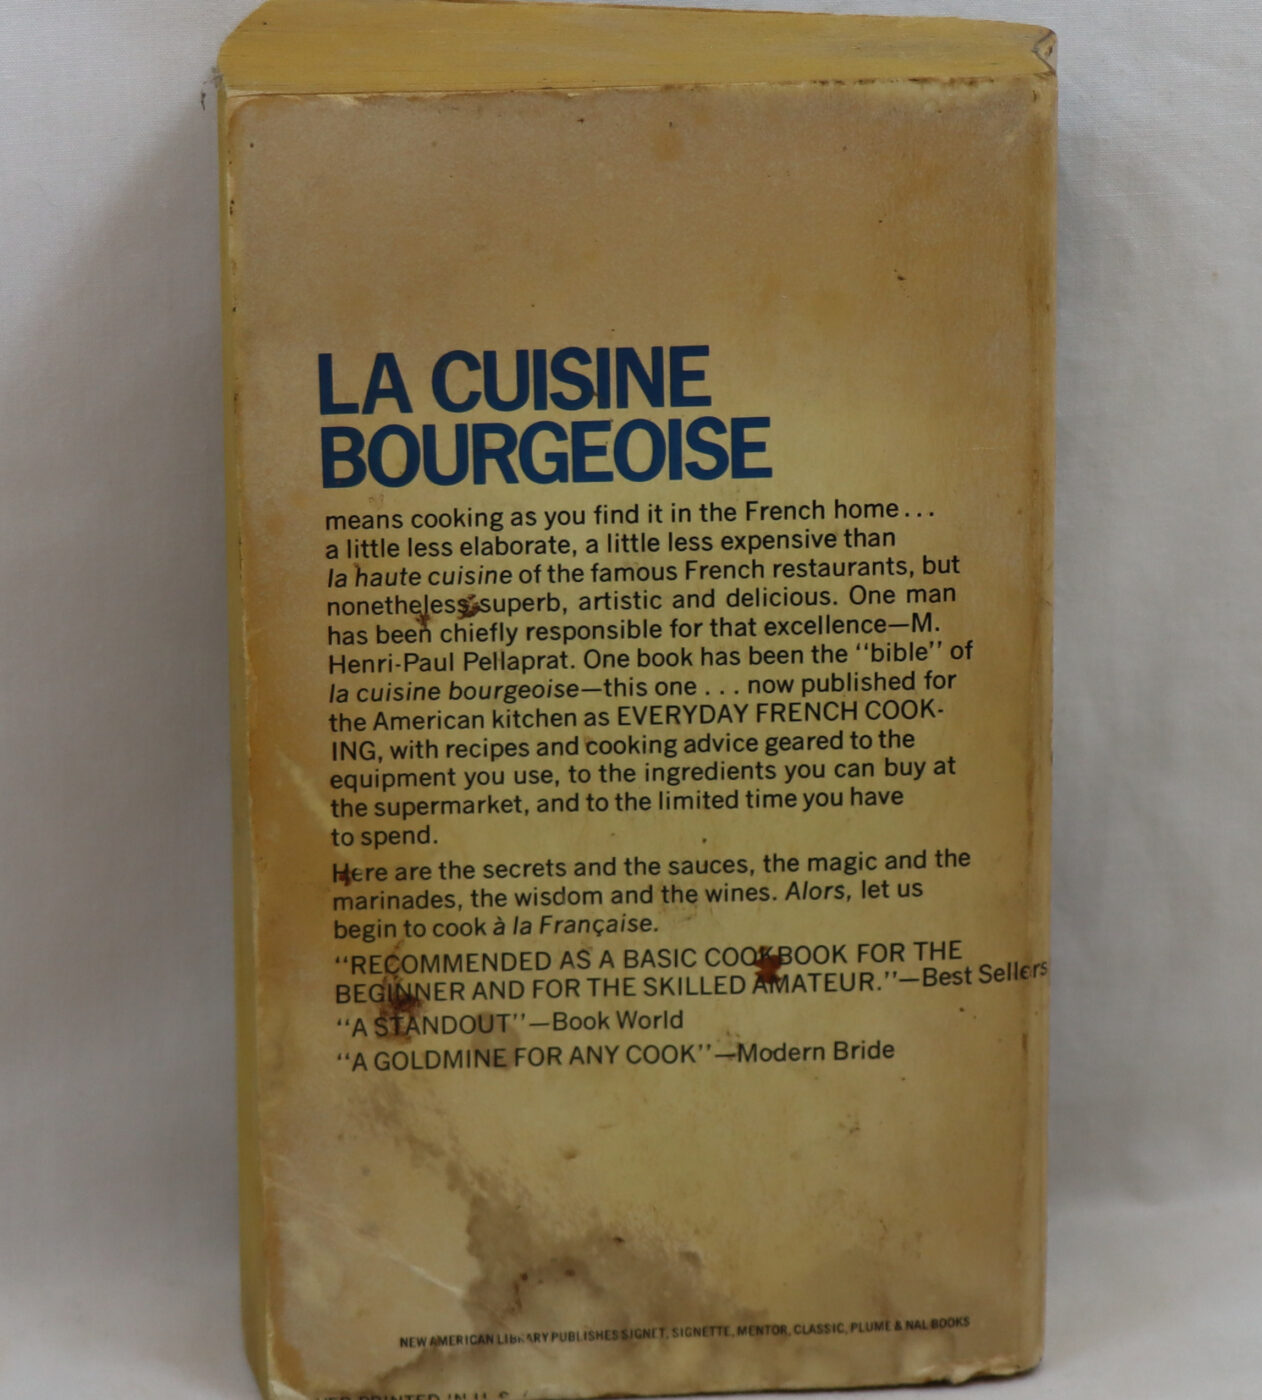 LA CUISINE
BOURGEOISE
means cooking as you find it in the French home...
a little less elaborate, a little less expensive than
la haute cuisine of the famous French restaurants, but
nonetheless superb, artistic and delicious. One man
has been chiefly responsible for that excellence—M.
Henri-Paul Pellaprat. One book has been the "bible" of
la cuisine bourgeoise—this one . . . now published for
the American kitchen as EVERYDAY FRENCH COOK-
ING, with recipes and cooking advice geared to the
equipment you use, to the ingredients you can buy at
the supermarket, and to the limited time you have
to spend.
Here are the secrets and the sauces, the magic and the
marinades, the wisdom and the wines. Alors, let us
begin to cook à la Française.
"RECOMMENDED AS A BASIC COOKBOOK FOR THE
BEGINNER AND FOR THE SKILLED AMATEUR."—Best Sellers
"A STANDOUT"—Book World
"A GOLDMINE FOR ANY COOK"—Modern Bride
NEW AMERICAN LIBRARY PUBLISHES SIGNET, SIGNETTE, MENTOR, CLASSIC, PLUME & NAL BOOKS
PRINTED IN U.S.